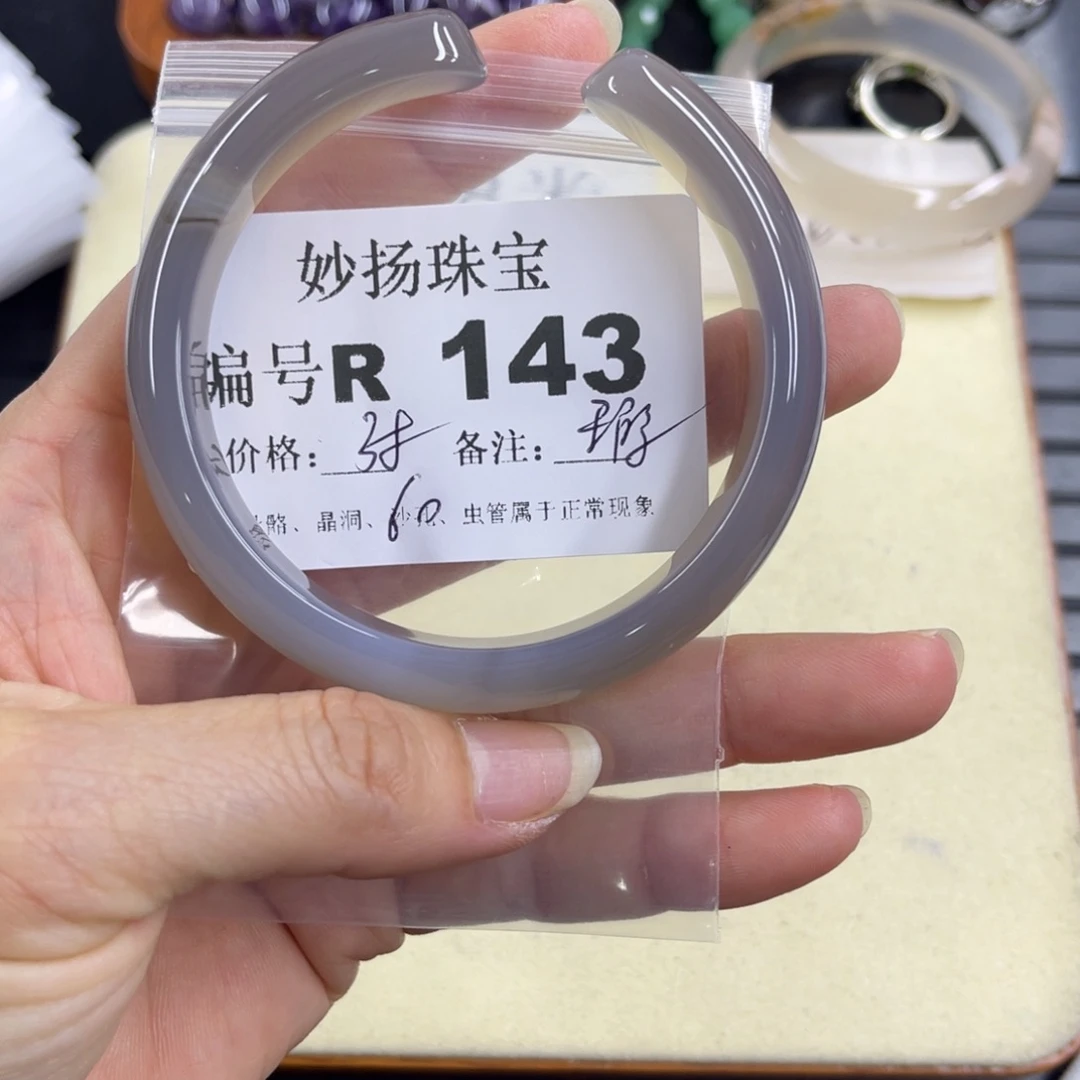 妙扬珠宝
编号R 143
价格: 备注:
晶洞、 、虫管属于正常现象
60